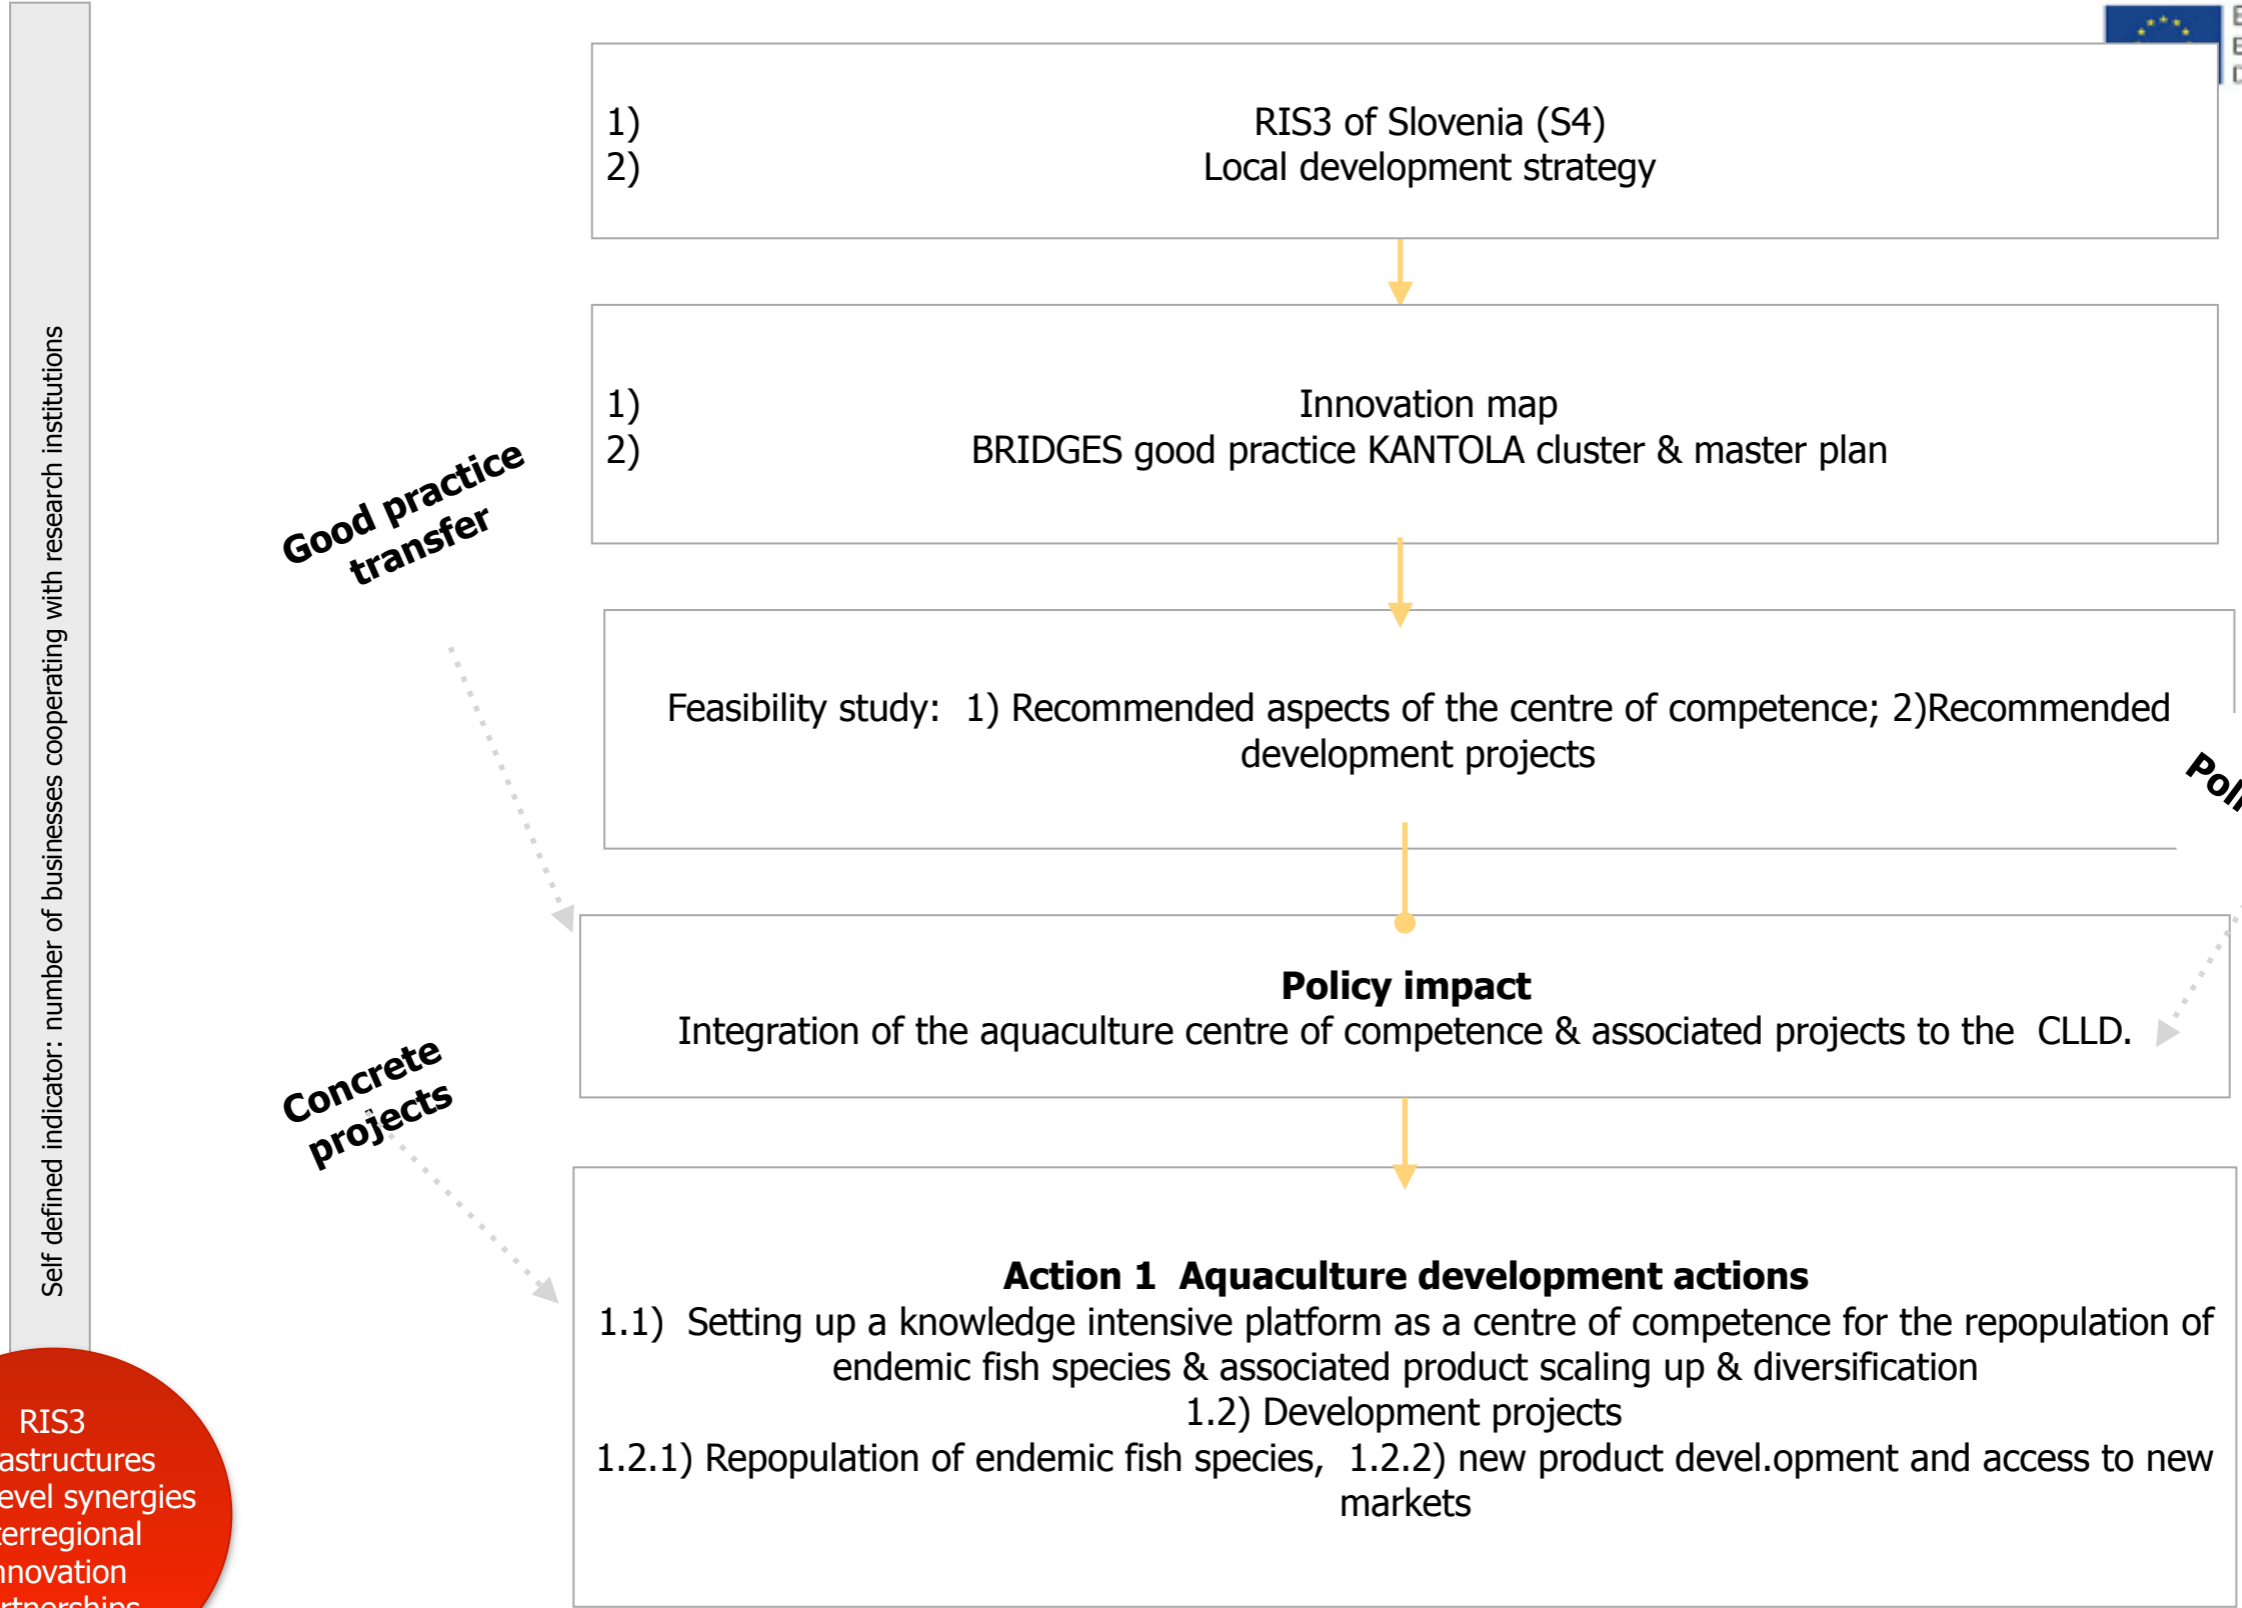 1) RIS3 of Slovenia (S4)
2) Local development strategy
1) Innovation map
2) BRIDGES good practice KANTOLA cluster & master plan
Good practice
transfer
Feasibility study: 1) Recommended aspects of the centre of competence; 2)Recommended
development projects
Policy impact
Integration of the aquaculture centre of competence & associated projects to the CLLD.
Concrete
projects
Action 1 Aquaculture development actions
1.1) Setting up a knowledge intensive platform as a centre of competence for the repopulation of
endemic fish species & associated product scaling up & diversification
1.2) Development projects
1.2.1) Repopulation of endemic fish species, 1.2.2) new product devel.opment and access to new
markets
Self defined indicator: number of businesses cooperating with research institutions
RIS3
synergies